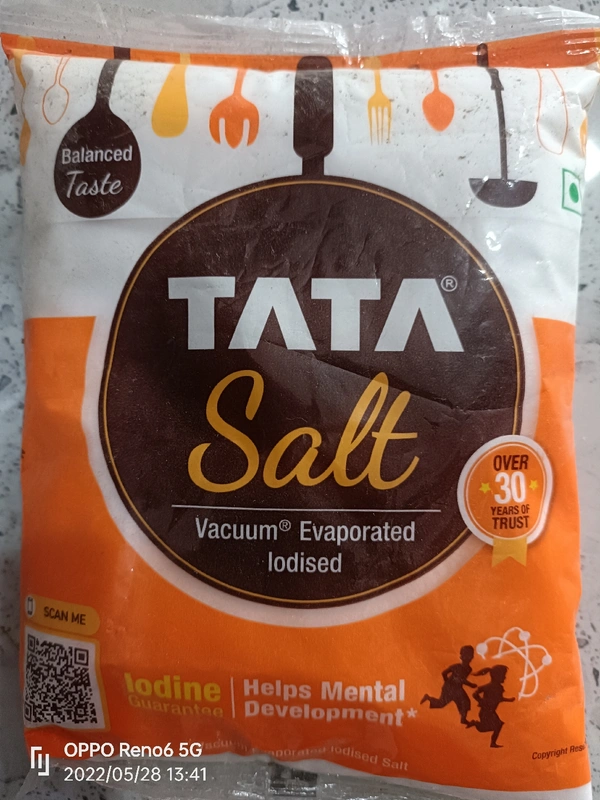 Balanced
Taste
TATA®
Salt
Vacuum® Evaporated
Iodised
OVER
30
YEARS OF
TRUST
SCAN ME
Iodine
Guarantee
Helps Mental
Development*
Vacuum Evaporated Iodised Salt
Copyright
OPPO Reno6 5G
2022/05/28 13:41